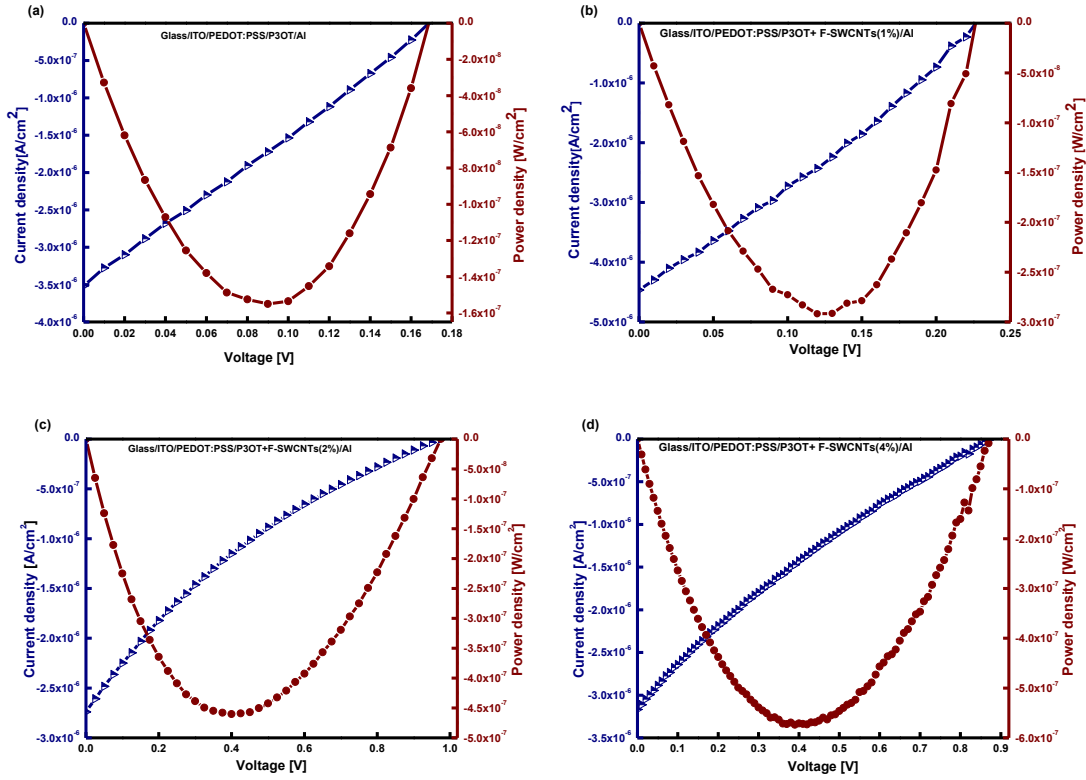 (a)
Glass/ITO/PEDOT:PSS/P3OT/Al
0.0
-5.0x10⁻⁷
-1.0x10⁻⁶
-1.5x10⁻⁶
-2.0x10⁻⁶
-2.5x10⁻⁶
-3.0x10⁻⁶
-3.5x10⁻⁶
-4.0x10⁻⁶
Current density[A/cm²]
0.0
-2.0x10⁻⁸
-4.0x10⁻⁸
-6.0x10⁻⁸
-8.0x10⁻⁸
-1.0x10⁻⁷
-1.2x10⁻⁷
-1.4x10⁻⁷
-1.6x10⁻⁷
Power density [W/cm²]
0.00 0.02 0.04 0.06 0.08 0.10 0.12 0.14 0.16 0.18
Voltage [V]
(b)
Glass/ITO/PEDOT:PSS/P3OT+ F-SWCNTs(1%)/Al
0.0
-1.0x10⁻⁶
-2.0x10⁻⁶
-3.0x10⁻⁶
-4.0x10⁻⁶
-5.0x10⁻⁶
Current density[A/cm²]
0.0
-5.0x10⁻⁸
-1.0x10⁻⁷
-1.5x10⁻⁷
-2.0x10⁻⁷
-2.5x10⁻⁷
-3.0x10⁻⁷
Power density [W/cm²]
0.00 0.05 0.10 0.15 0.20 0.25
Voltage [V]
(c)
Glass/ITO/PEDOT:PSS/P3OT+F-SWCNTs(2%)/Al
0.0
-5.0x10⁻⁷
-1.0x10⁻⁶
-1.5x10⁻⁶
-2.0x10⁻⁶
-2.5x10⁻⁶
-3.0x10⁻⁶
Current density [A/cm²]
0.0
-5.0x10⁻⁸
-1.0x10⁻⁷
-1.5x10⁻⁷
-2.0x10⁻⁷
-2.5x10⁻⁷
-3.0x10⁻⁷
-3.5x10⁻⁷
-4.0x10⁻⁷
-4.5x10⁻⁷
-5.0x10⁻⁷
Power density [W/cm²]
0.0 0.2 0.4 0.6 0.8 1.0
Voltage [V]
(d)
Glass/ITO/PEDOT:PSS/P3OT+ F-SWCNTs(4%)/Al
0.0
-5.0x10⁻⁷
-1.0x10⁻⁶
-1.5x10⁻⁶
-2.0x10⁻⁶
-2.5x10⁻⁶
-3.0x10⁻⁶
-3.5x10⁻⁶
Current density [A/cm²]
0.0
-1.0x10⁻⁷
-2.0x10⁻⁷
-3.0x10⁻⁷
-4.0x10⁻⁷
-5.0x10⁻⁷
-6.0x10⁻⁷
Power density [W/cm²]
0.0 0.1 0.2 0.3 0.4 0.5 0.6 0.7 0.8 0.9
Voltage [V]